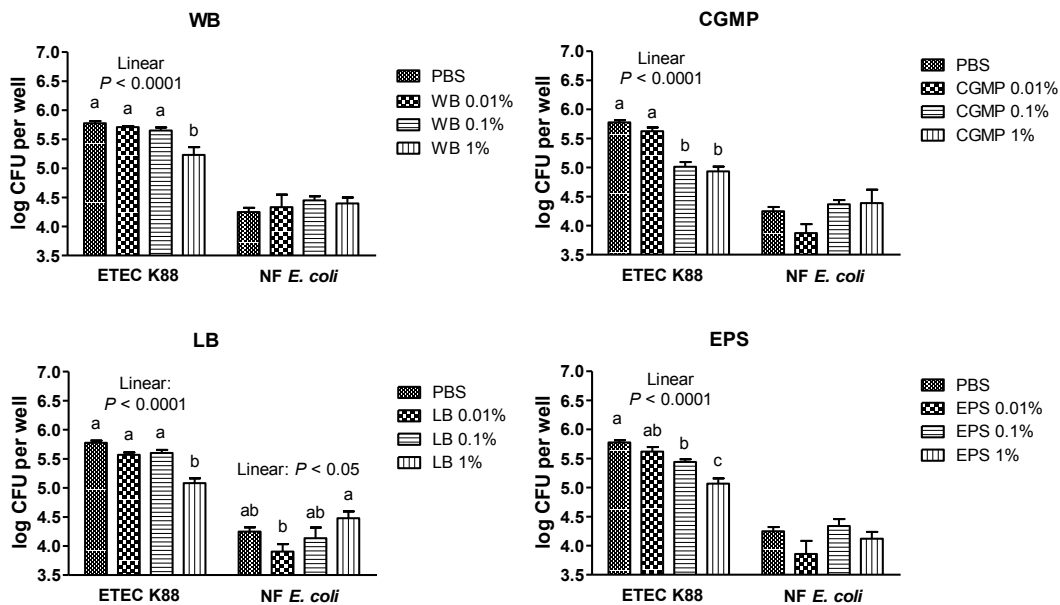 WB
log CFU per well
7.0
6.5
6.0
5.5
5.0
4.5
4.0
3.5
Linear
P < 0.0001
a a a b
ETEC K88 NF E. coli
PBS
WB 0.01%
WB 0.1%
WB 1%
CGMP
log CFU per well
7.0
6.5
6.0
5.5
5.0
4.5
4.0
3.5
Linear
P < 0.0001
a a b b
ETEC K88 NF E. coli
PBS
CGMP 0.01%
CGMP 0.1%
CGMP 1%
LB
log CFU per well
7.0
6.5
6.0
5.5
5.0
4.5
4.0
3.5
Linear:
P < 0.0001
a a a b
Linear: P < 0.05
ab b ab a
ETEC K88 NF E. coli
PBS
LB 0.01%
LB 0.1%
LB 1%
EPS
log CFU per well
7.0
6.5
6.0
5.5
5.0
4.5
4.0
3.5
Linear
P < 0.0001
a ab b c
ETEC K88 NF E. coli
PBS
EPS 0.01%
EPS 0.1%
EPS 1%